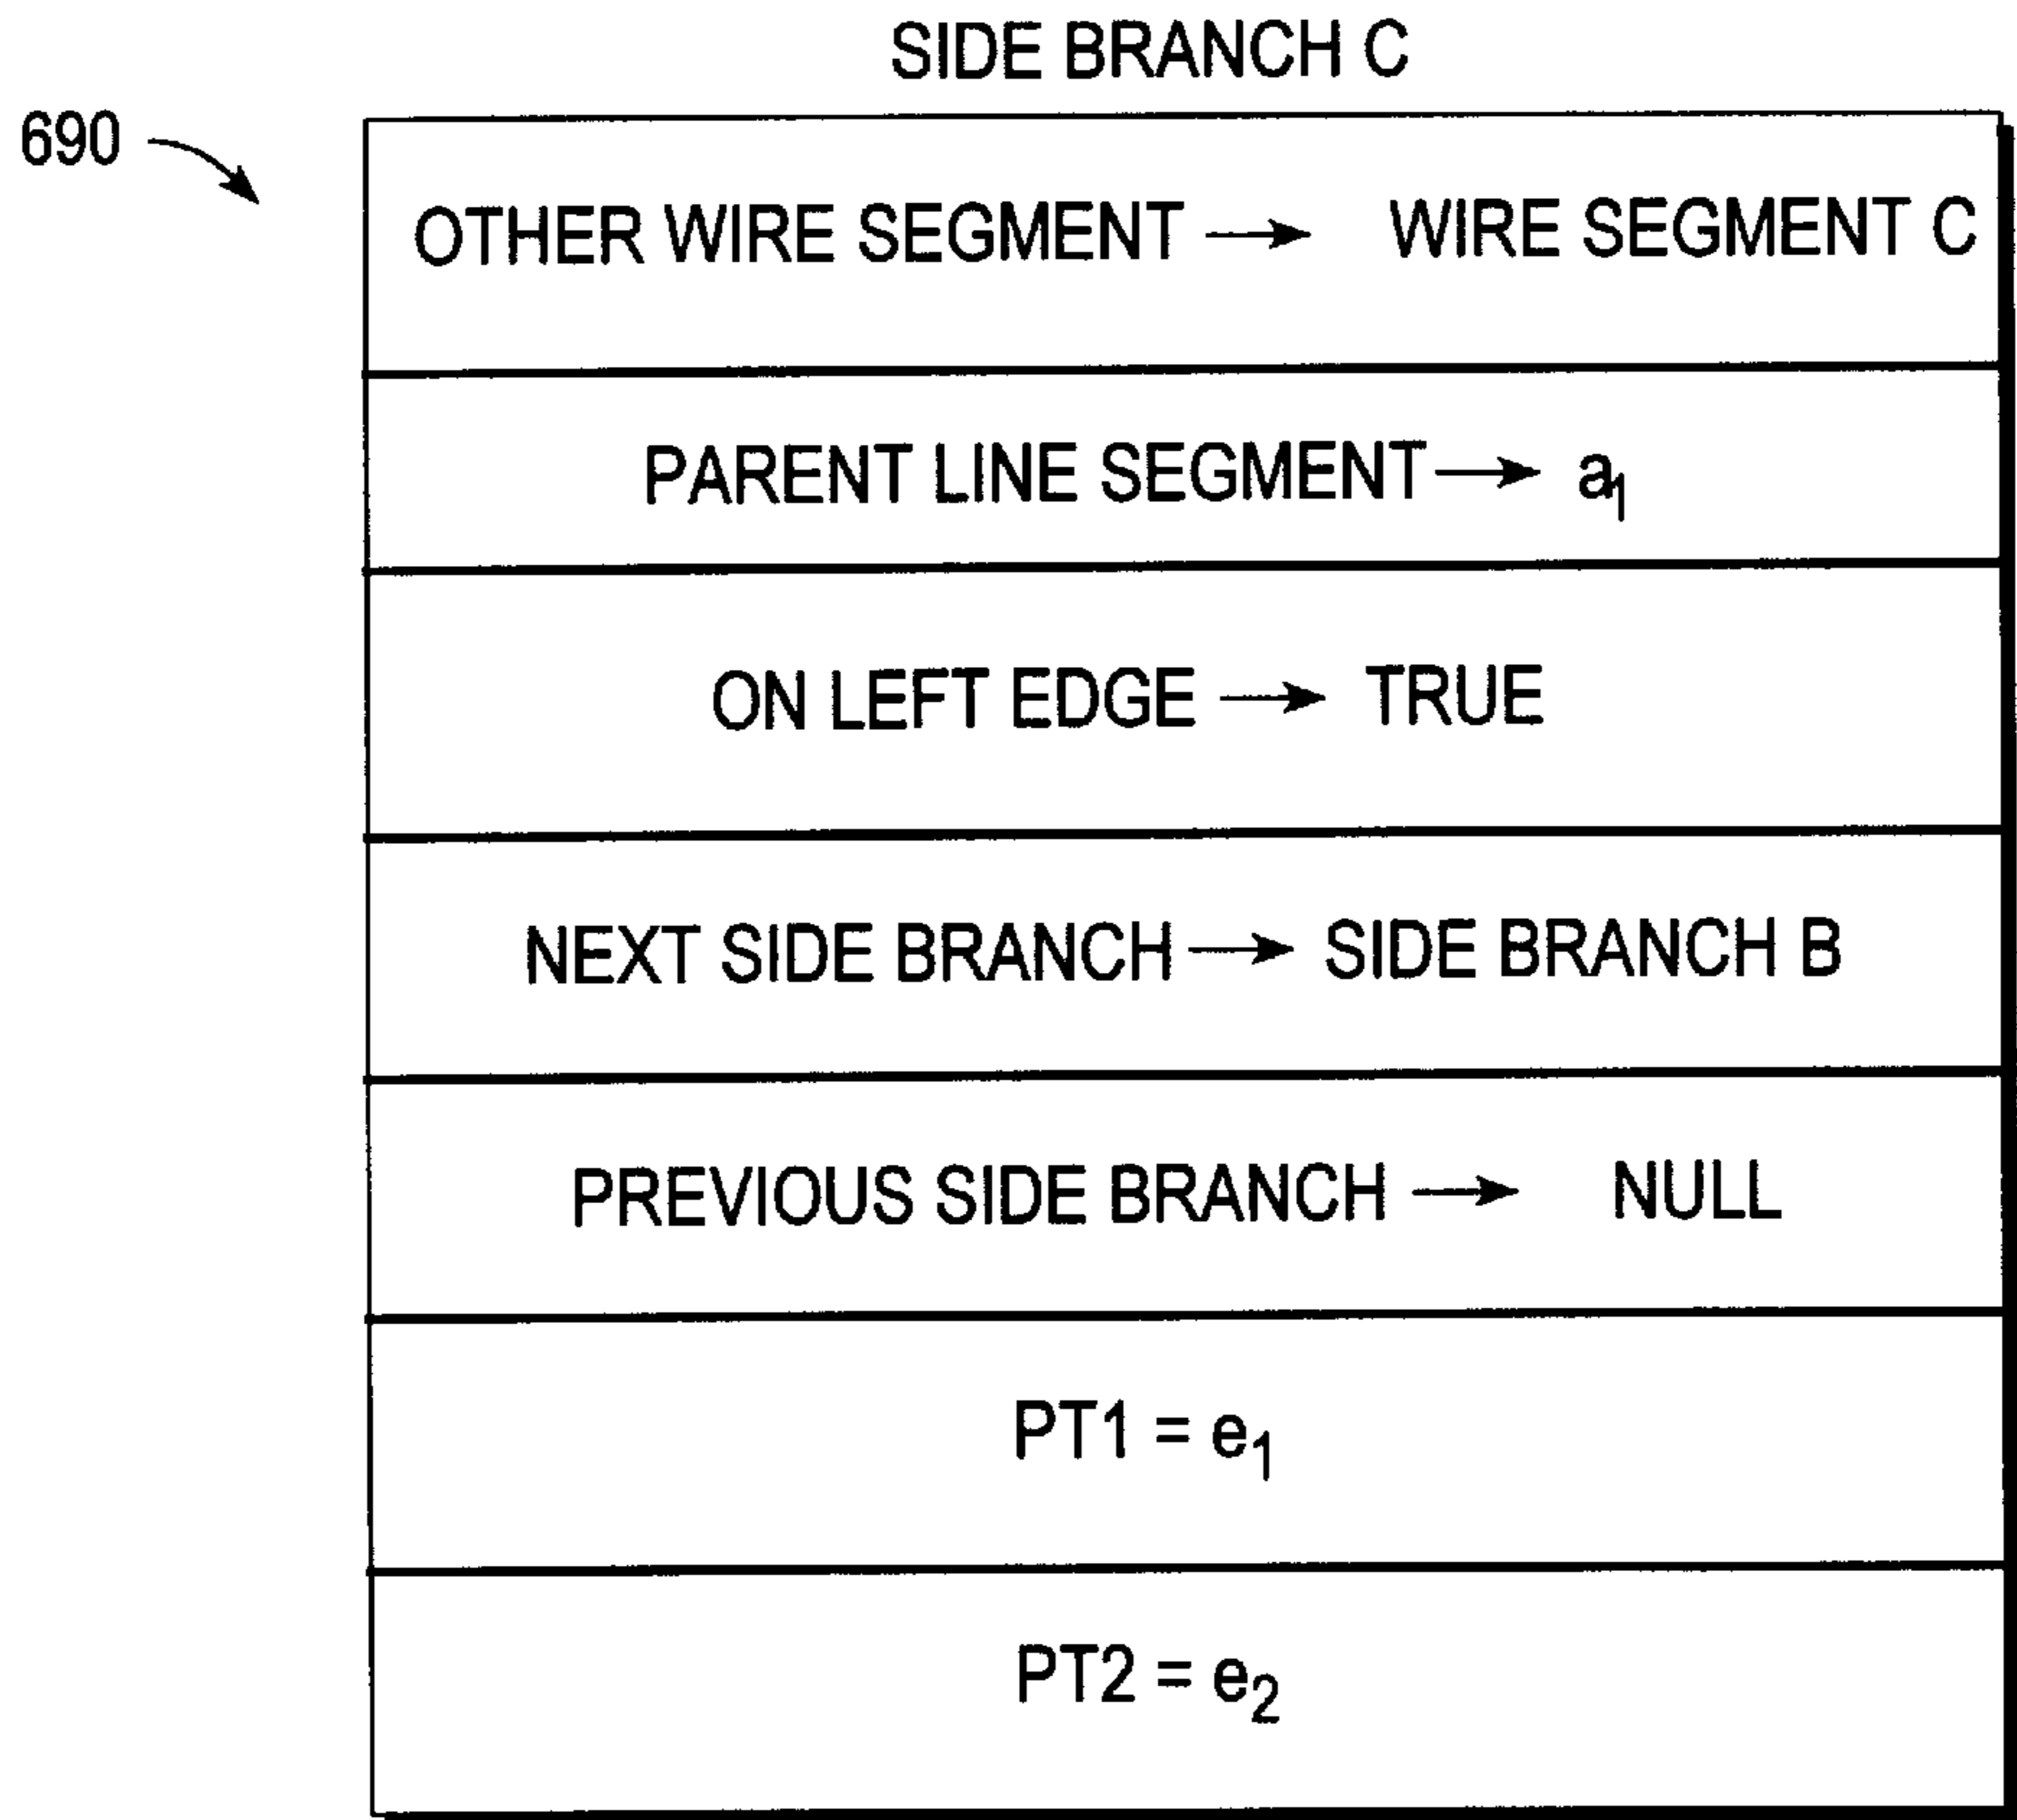 SIDE BRANCH C
690
OTHER WIRE SEGMENT → WIRE SEGMENT C
PARENT LINE SEGMENT → a₁
ON LEFT EDGE → TRUE
NEXT SIDE BRANCH → SIDE BRANCH B
PREVIOUS SIDE BRANCH → NULL
PT1 = e₁
PT2 = e₂